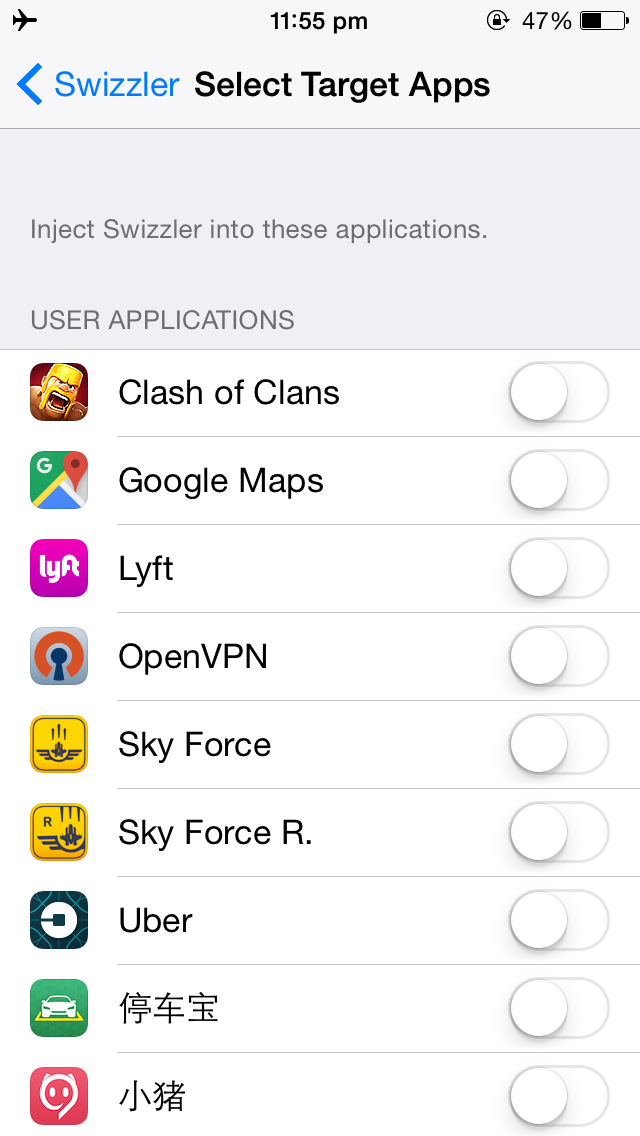 11:55 pm 47%
Swizzler Select Target Apps
Inject Swizzler into these applications.
USER APPLICATIONS
Clash of Clans
G Google Maps
lyft Lyft
OpenVPN
Sky Force
R Sky Force R.
Uber
停车宝
小猪